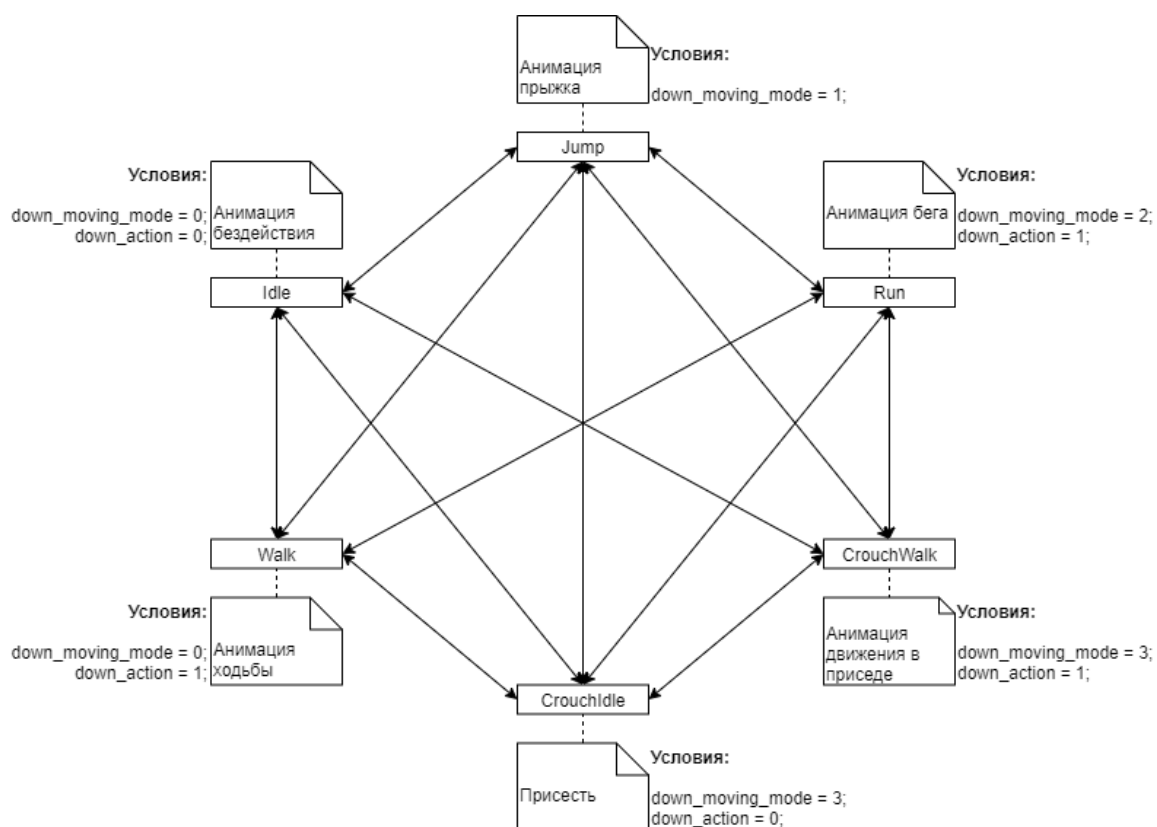 Условия:
Анимация
прыжка
down_moving_mode = 1;
Jump
Условия:
down_moving_mode = 0;
down_action = 0;
Анимация
бездействия
Idle
Условия:
Анимация бега
down_moving_mode = 2;
down_action = 1;
Run
Walk
Условия:
down_moving_mode = 0;
down_action = 1;
Анимация
ходьбы
CrouchWalk
Условия:
Анимация
движения в
приседе
down_moving_mode = 3;
down_action = 1;
CrouchIdle
Условия:
Присесть
down_moving_mode = 3;
down_action = 0;